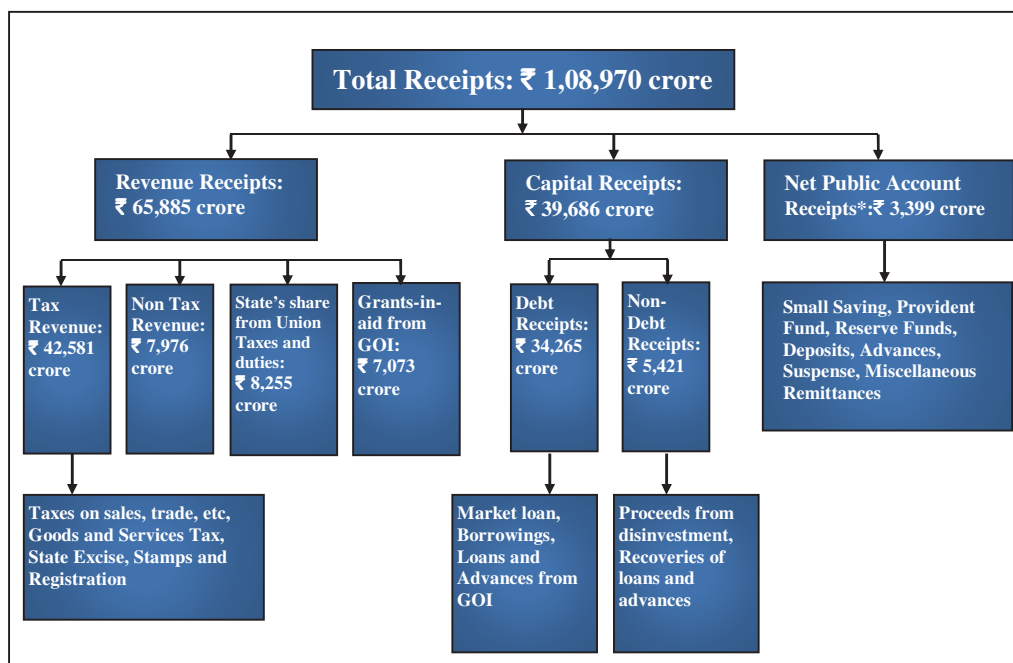 Total Receipts: ₹ 1,08,970 crore
Revenue Receipts:
₹ 65,885 crore
Capital Receipts:
₹ 39,686 crore
Net Public Account
Receipts*:₹ 3,399 crore
Tax
Revenue:
₹ 42,581
crore
Non Tax
Revenue:
₹ 7,976
crore
State’s share
from Union
Taxes and
duties:
₹ 8,255
crore
Grants-in-
aid from
GOI:
₹ 7,073
crore
Debt
Receipts:
₹ 34,265
crore
Non-
Debt
Receipts:
₹ 5,421
crore
Small Saving, Provident
Fund, Reserve Funds,
Deposits, Advances,
Suspense, Miscellaneous
Remittances
Taxes on sales, trade, etc,
Goods and Services Tax,
State Excise, Stamps and
Registration
Market loan,
Borrowings,
Loans and
Advances from
GOI
Proceeds from
disinvestment,
Recoveries of
loans and
advances